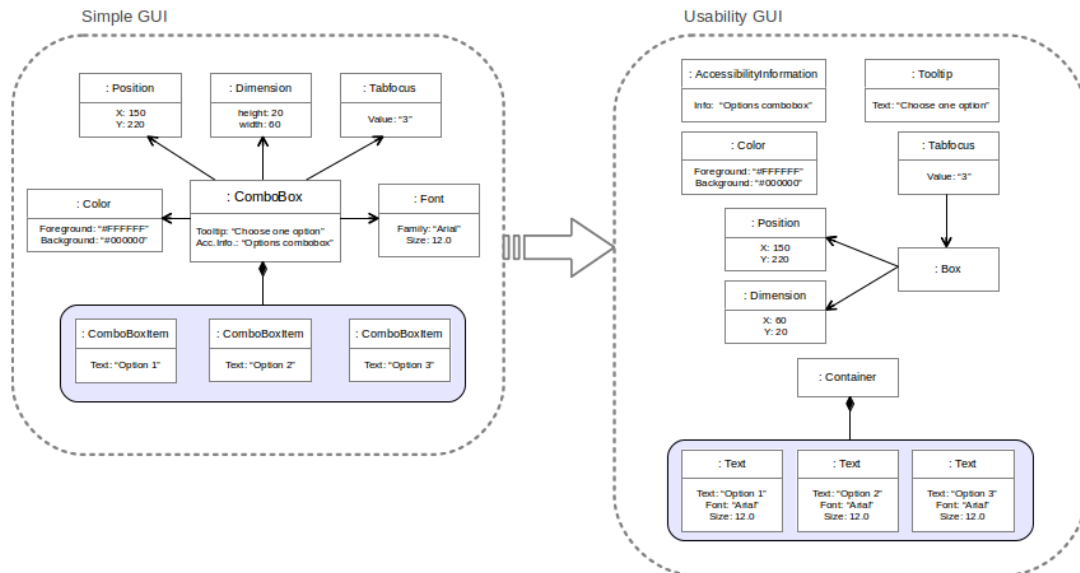 Simple GUI
: Position
X: 150
Y: 220
: Dimension
height: 20
width: 60
: Tabfocus
Value: “3”
: Color
Foreground: “#FFFFFF”
Background: “#000000”
: ComboBox
Tooltip: “Choose one option”
Acc.Info.: “Options combobox”
: Font
Family: “Arial”
Size: 12.0
: ComboBoxItem
Text: “Option 1”
: ComboBoxItem
Text: “Option 2”
: ComboBoxItem
Text: “Option 3”
Usability GUI
: AccessibilityInformation
Info: “Options combobox”
: Tooltip
Text: “Choose one option”
: Color
Foreground: “#FFFFFF”
Background: “#000000”
: Tabfocus
Value: “3”
: Position
X: 150
Y: 220
: Box
: Dimension
X: 60
Y: 20
: Container
: Text
Text: “Option 1”
Font: “Arial”
Size: 12.0
: Text
Text: “Option 2”
Font: “Arial”
Size: 12.0
: Text
Text: “Option 3”
Font: “Arial”
Size: 12.0